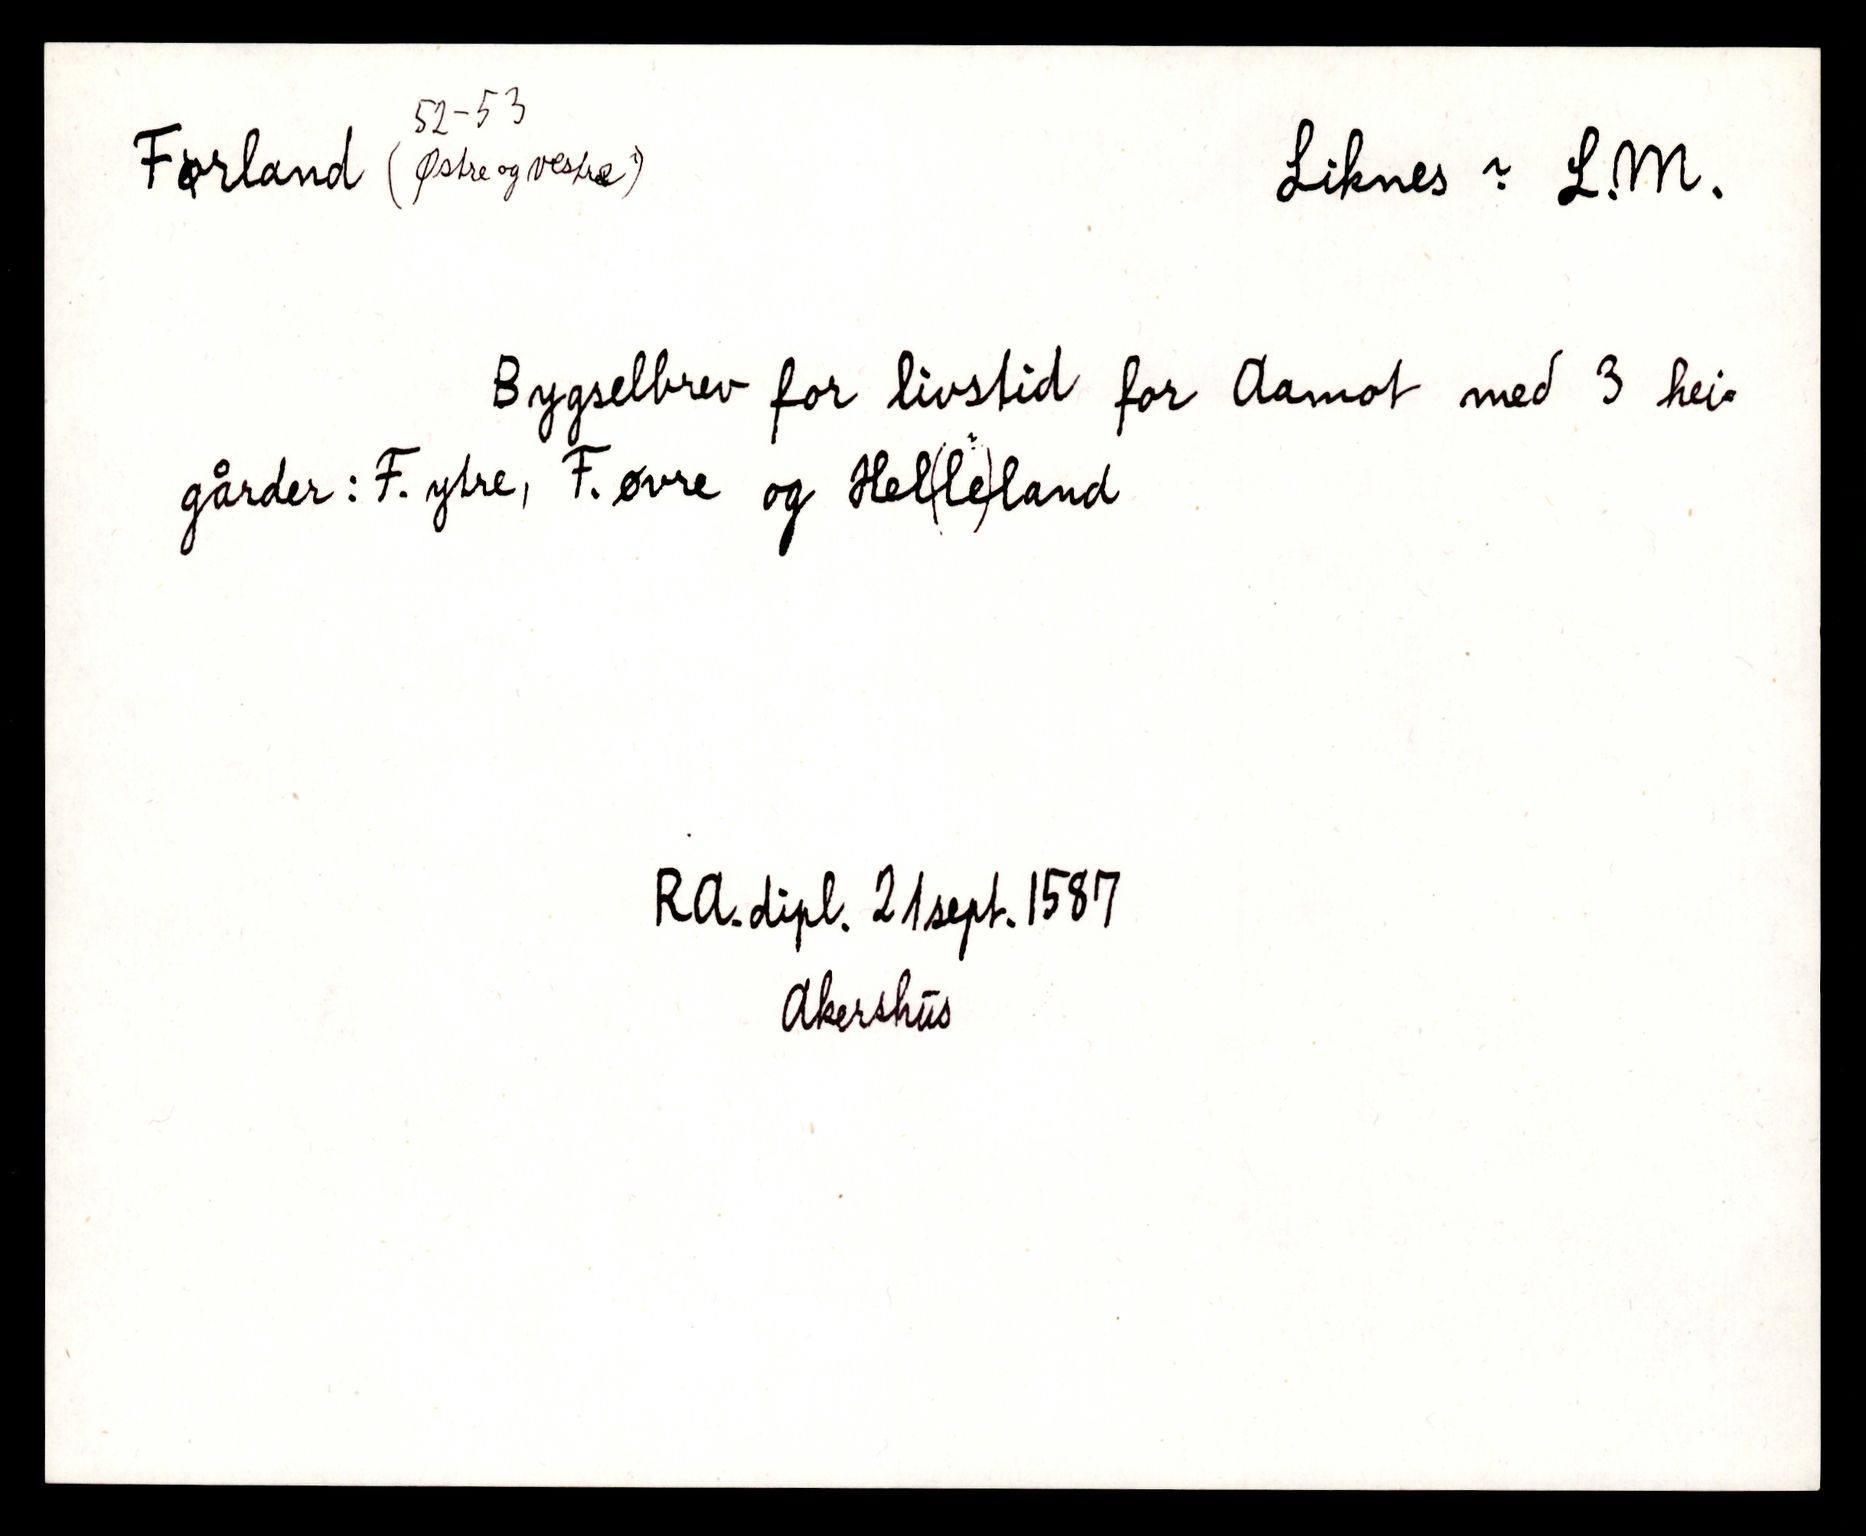 52-53
Førland (Østre og vestre?) Liknes ? L.M.
Bygselbrev for livstid for Aamot med 3 hei-
gårder: F. ytre, F. øvre og Hel(le)land
RA. dipl. 21 sept. 1587
Akershus